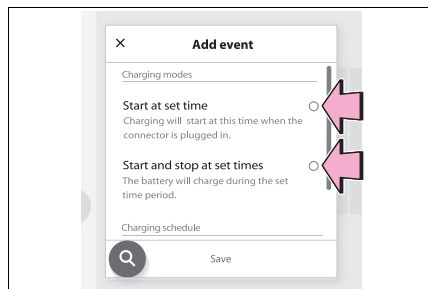 Add event
Charging modes
Start at set time
Charging will start at this time when the
connector is plugged in.
Start and stop at set times
The battery will charge during the set
time period.
Charging schedule
Save